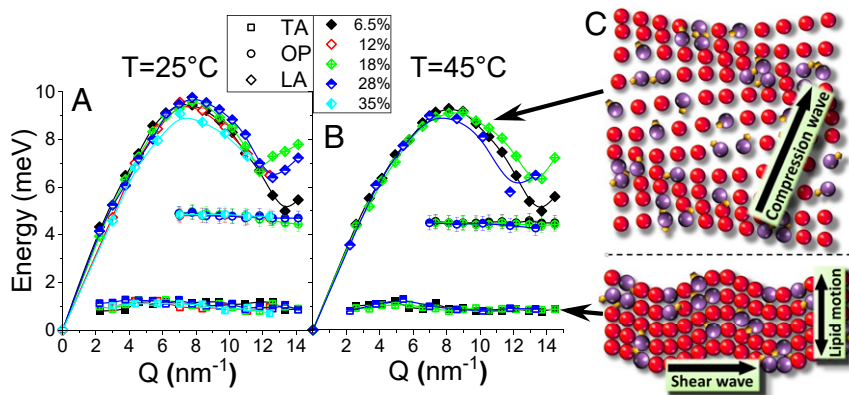 TA
OP
LA
6.5%
12%
18%
28%
35%
T=25°C
T=45°C
A
B
C
Energy (meV)
10
8
6
4
2
0
0 2 4 6 8 10 12 14
2 4 6 8 10 12 14
Q (nm⁻¹)
Q (nm⁻¹)
Compression wave
Lipid motion
Shear wave